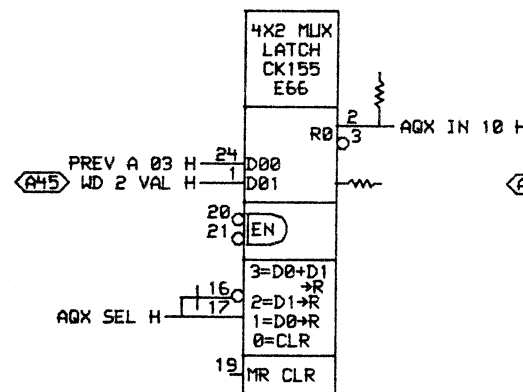 4X2 MUX
LATCH
CK155
E66
2
R0
3
AQX IN 10 H
PREV A 03 H
24
D00
A45
WD 2 VAL H
1
D01
20
21
EN
3=D0+D1
→R
2=D1→R
1=D0→R
0=CLR
16
17
AQX SEL H
19
MR CLR